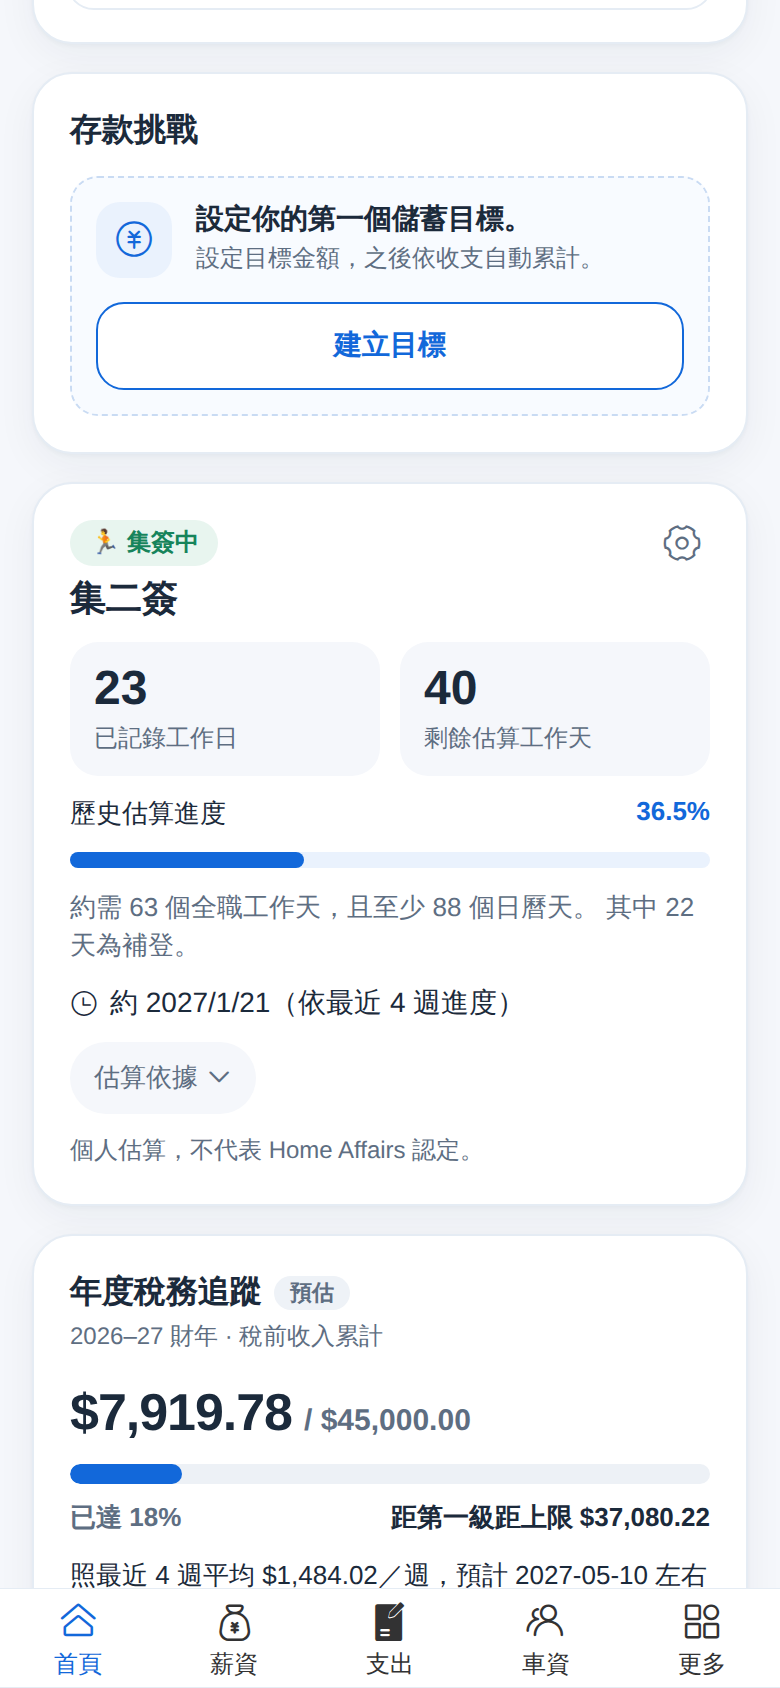 存款挑戰
設定你的第一個儲蓄目標。
設定目標金額，之後依收支自動累計。
建立目標
🏃 集簽中
集二簽
23
已記錄工作日
40
剩餘估算工作天
歷史估算進度
36.5%
約需 63 個全職工作天，且至少 88 個日曆天。 其中 22
天為補登。
約 2027/1/21（依最近 4 週進度）
估算依據
個人估算，不代表 Home Affairs 認定。
年度稅務追蹤 預估
2026–27 財年 · 稅前收入累計
$7,919.78 / $45,000.00
已達 18%
距第一級距上限 $37,080.22
照最近 4 週平均 $1,484.02／週，預計 2027-05-10 左右
首頁
薪資
支出
車資
更多